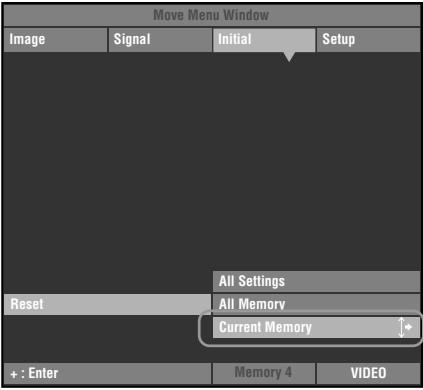 Move Menu Window
Image Signal Initial Setup
All Settings
Reset All Memory
Current Memory
+ : Enter Memory 4 VIDEO